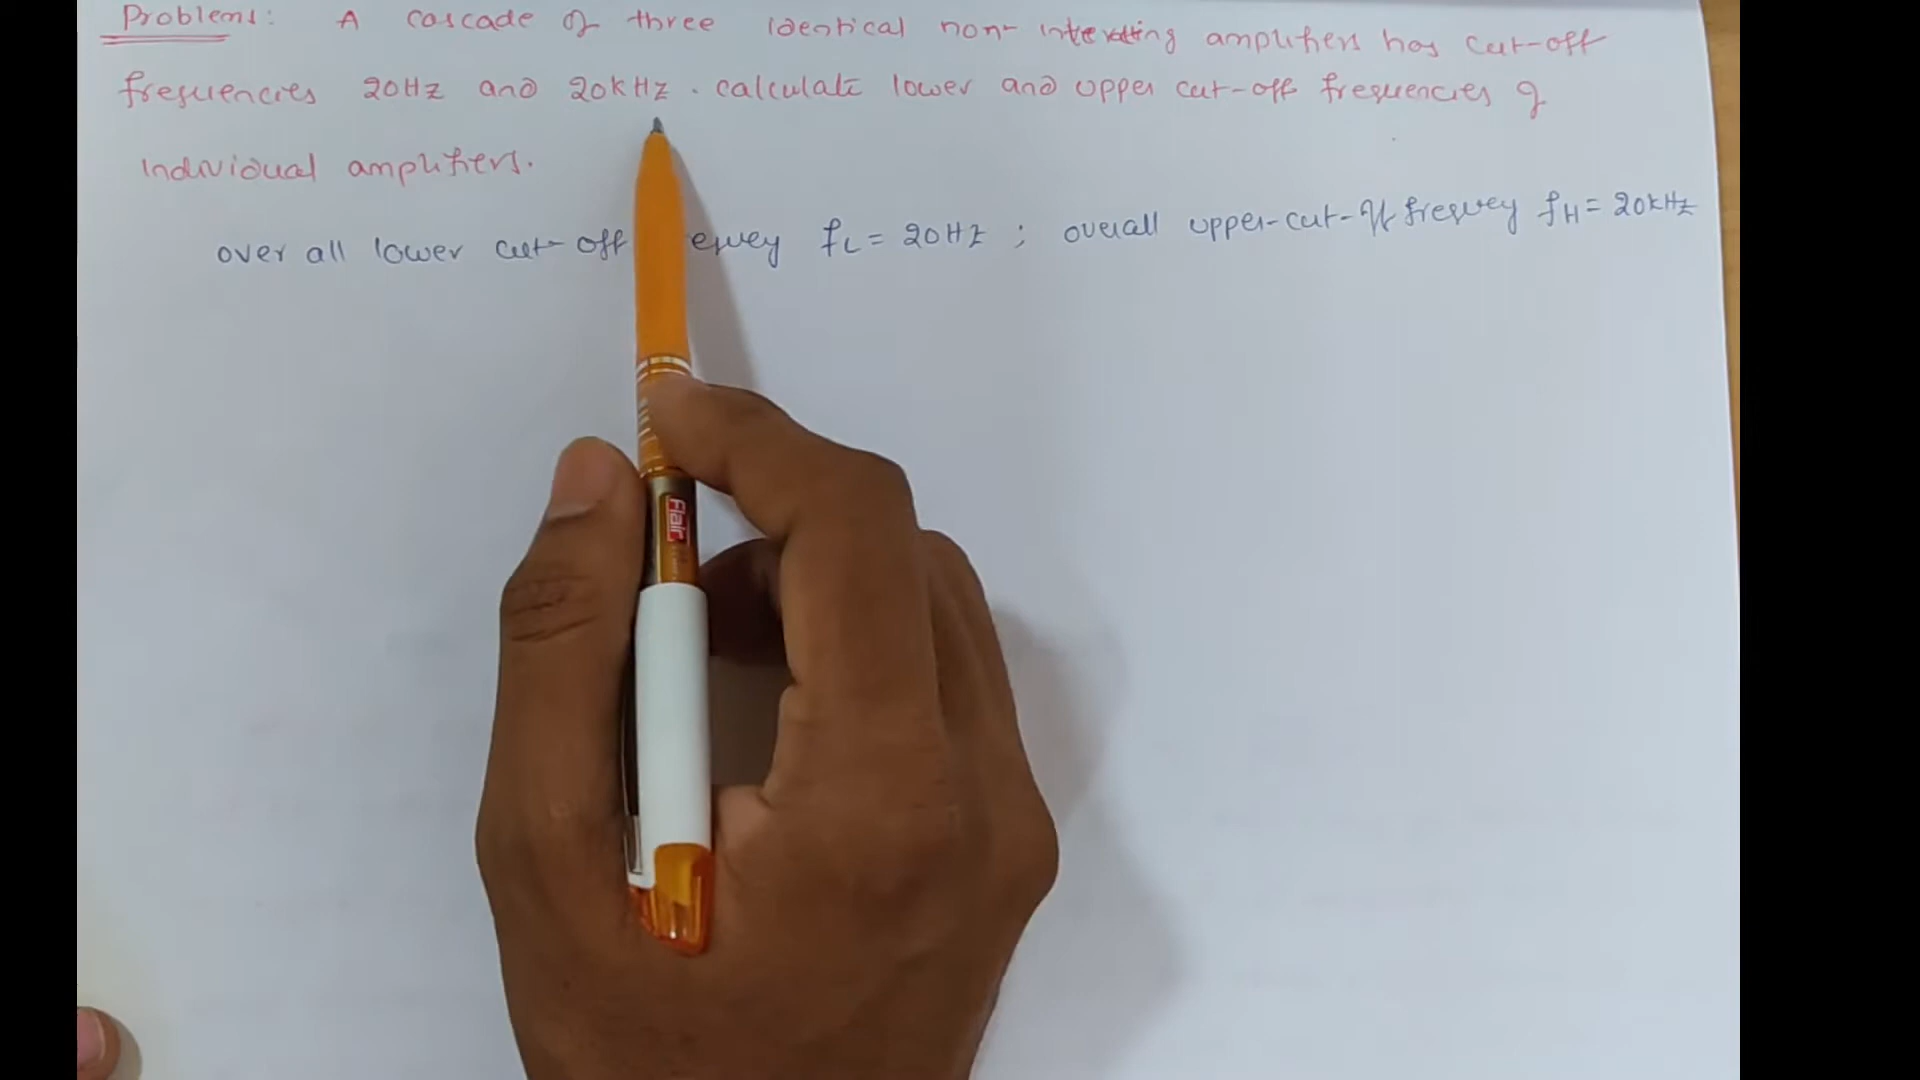 Problems: A cascade of three identical non-interacting amplifiers has cut-off
frequencies 20Hz and 20kHz. calculate lower and upper cut-off frequencies of
individual amplifiers.
over all lower cut-off fL = 20HZ ; overall upper-cut-off fH = 20kHz
Flair